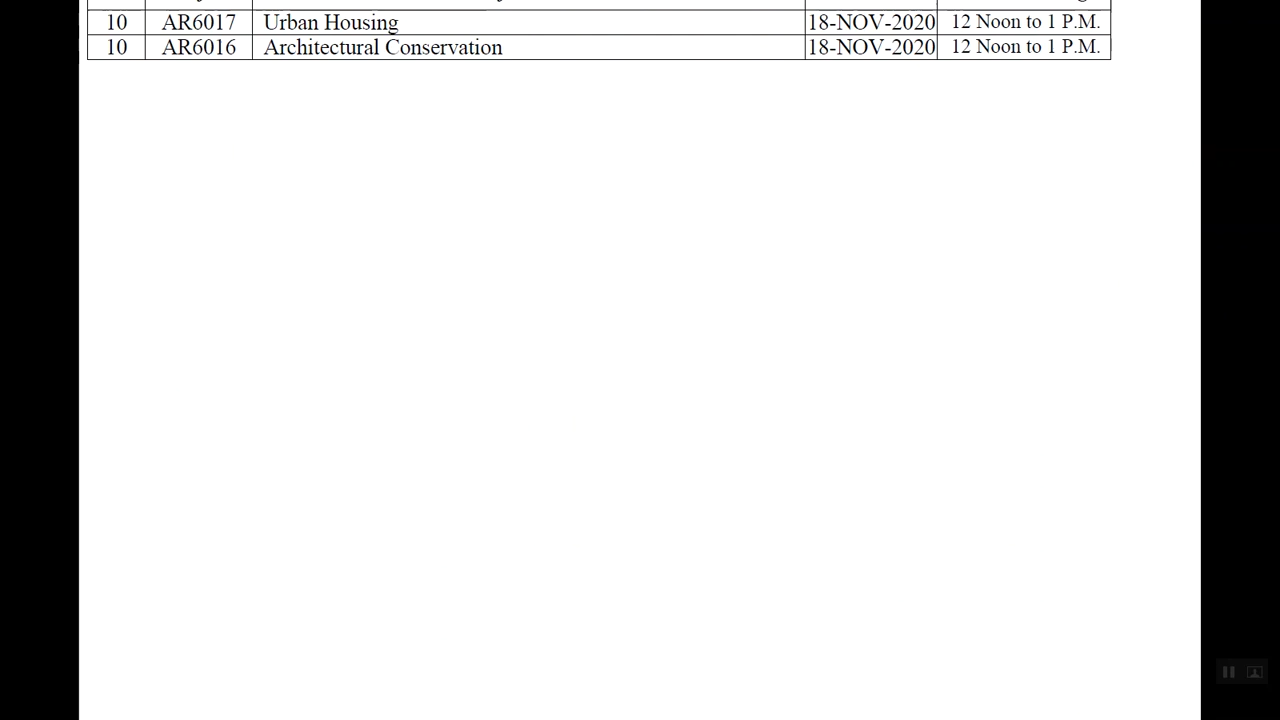 10 AR6017 Urban Housing 18-NOV-2020 12 Noon to 1 P.M.
10 AR6016 Architectural Conservation 18-NOV-2020 12 Noon to 1 P.M.